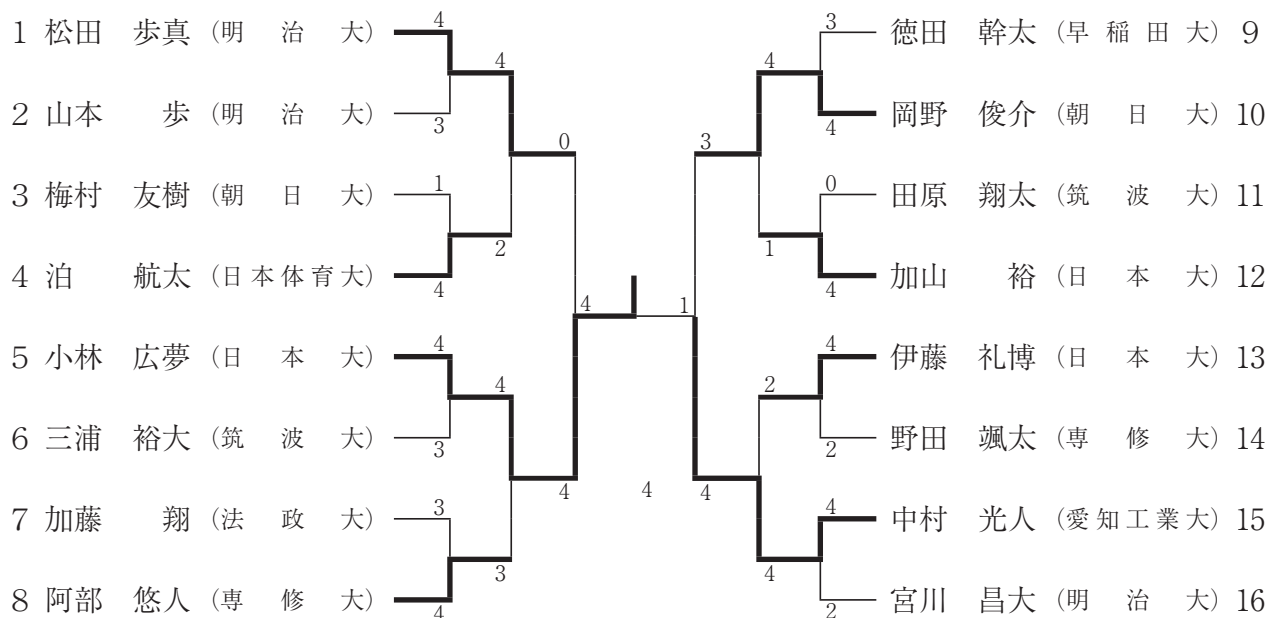 1 松田 歩真 (明治大) 4 3 徳田 幹太 (早稲田大) 9
4 4
2 山本 歩 (明治大) 3 4 岡野 俊介 (朝日大) 10
0 3
3 梅村 友樹 (朝日大) 1 0 田原 翔太 (筑波大) 11
2 1
4 泊 航太 (日本体育大) 4 4 加山 裕 (日本大) 12
4 1
5 小林 広夢 (日本大) 4 4 伊藤 礼博 (日本大) 13
4 2
6 三浦 裕大 (筑波大) 3 2 野田 颯太 (専修大) 14
4 4 4
7 加藤 翔 (法政大) 3 4 中村 光人 (愛知工業大) 15
3 4
8 阿部 悠人 (専修大) 4 2 宮川 昌大 (明治大) 16